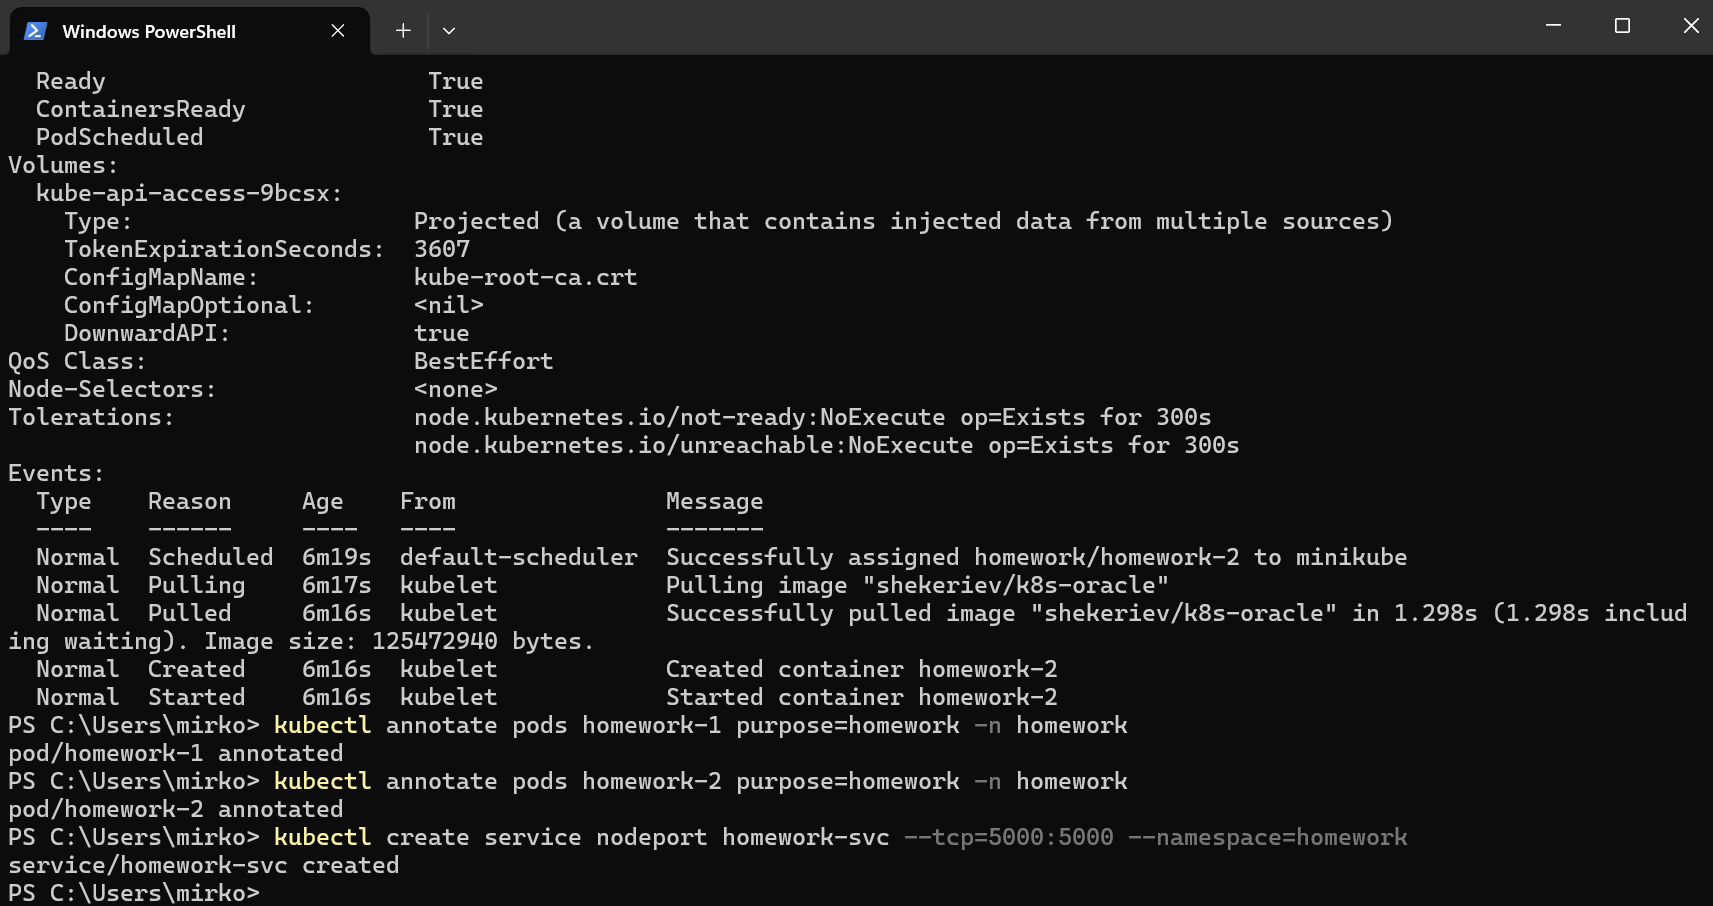 Windows PowerShell
  Ready                       True
  ContainersReady             True
  PodScheduled                True
Volumes:
  kube-api-access-9bcsx:
    Type:                    Projected (a volume that contains injected data from multiple sources)
    TokenExpirationSeconds:  3607
    ConfigMapName:           kube-root-ca.crt
    ConfigMapOptional:       <nil>
    DownwardAPI:             true
QoS Class:                   BestEffort
Node-Selectors:              <none>
Tolerations:                 node.kubernetes.io/not-ready:NoExecute op=Exists for 300s
                             node.kubernetes.io/unreachable:NoExecute op=Exists for 300s
Events:
  Type    Reason     Age   From               Message
  ----    ------     ----  ----               -------
  Normal  Scheduled  6m19s  default-scheduler  Successfully assigned homework/homework-2 to minikube
  Normal  Pulling    6m17s  kubelet            Pulling image "shekeriev/k8s-oracle"
  Normal  Pulled     6m16s  kubelet            Successfully pulled image "shekeriev/k8s-oracle" in 1.298s (1.298s includ
ing waiting). Image size: 125472940 bytes.
  Normal  Created    6m16s  kubelet            Created container homework-2
  Normal  Started    6m16s  kubelet            Started container homework-2
PS C:\Users\mirko> kubectl annotate pods homework-1 purpose=homework -n homework
pod/homework-1 annotated
PS C:\Users\mirko> kubectl annotate pods homework-2 purpose=homework -n homework
pod/homework-2 annotated
PS C:\Users\mirko> kubectl create service nodeport homework-svc --tcp=5000:5000 --namespace=homework
service/homework-svc created
PS C:\Users\mirko>